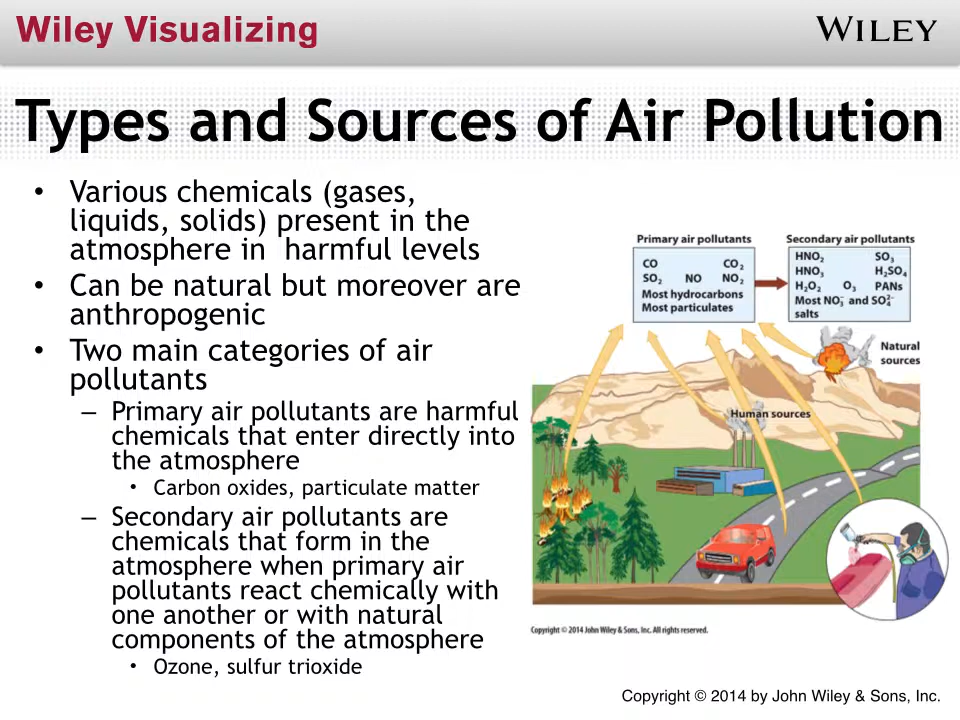 Wiley Visualizing
WILEY
Types and Sources of Air Pollution
• Various chemicals (gases,
liquids, solids) present in the
atmosphere in harmful levels
• Can be natural but moreover are
anthropogenic
• Two main categories of air
pollutants
– Primary air pollutants are harmful
chemicals that enter directly into
the atmosphere
• Carbon oxides, particulate matter
– Secondary air pollutants are
chemicals that form in the
atmosphere when primary air
pollutants react chemically with
one another or with natural
components of the atmosphere
• Ozone, sulfur trioxide
Primary air pollutants
CO CO₂
SO₂ NO NO₂
Most hydrocarbons
Most particulates
Secondary air pollutants
HNO₂ SO₃
HNO₃ H₂SO₄
H₂O₂ O₃ PANs
Most NO₃⁻ and SO₄²⁻
salts
Natural
sources
Human sources
Copyright © 2014 John Wiley & Sons, Inc. All rights reserved.
Copyright © 2014 by John Wiley & Sons, Inc.